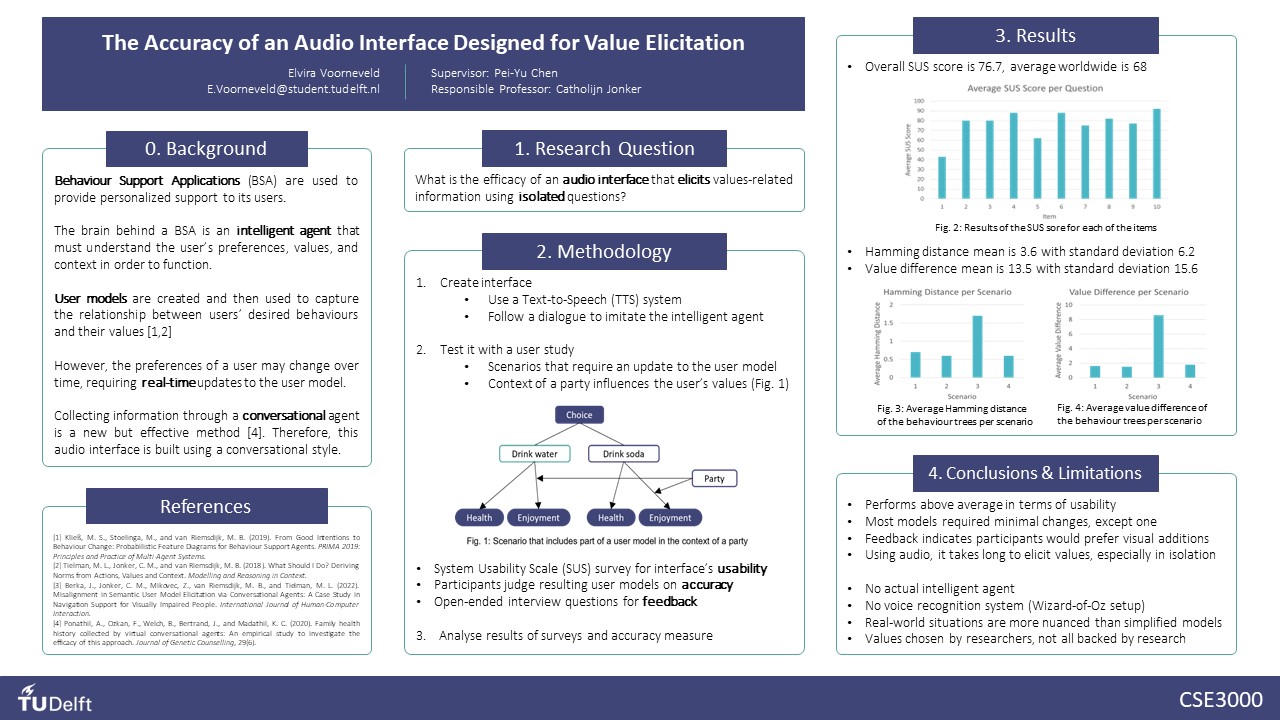 The Accuracy of an Audio Interface Designed for Value Elicitation
Elvira Voorneveld
E.Voorneveld@student.tudelft.nl
Supervisor: Pei-Yu Chen
Responsible Professor: Catholijn Jonker
0. Background
Behaviour Support Applications (BSA) are used to
provide personalized support to its users.
The brain behind a BSA is an intelligent agent that
must understand the user's preferences, values, and
context in order to function.
User models are created and then used to capture
the relationship between users' desired behaviours
and their values [1,2]
However, the preferences of a user may change over
time, requiring real-time updates to the user model.
Collecting information through a conversational agent
is a new but effective method [4]. Therefore, this
audio interface is built using a conversational style.
References
[1] Kließ, M. S., Stoelinga, M., and van Riemsdijk, M. B. (2019). From Good Intentions to
Behaviour Change: Probabilistic Feature Diagrams for Behaviour Support Agents. PRIMA 2019:
Principles and Practice of Multi Agent Systems.
[2] Tielman, M. L., Jonker, C. M., and van Riemsdijk, M. B. (2018). What Should I Do? Deriving
Norms from Actions, Values and Context. Modelling and Reasoning in Context.
[3] Berka, J., Jonker, C. M., Mikovec, Z., van Riemsdijk, M. B., and Tielman, M. L. (2022).
Misalignment in Semantic User Model Elicitation via Conversational Agents: A Case Study in
Navigation Support for Visually Impaired People. International Journal of Human-Computer
Interaction.
[4] Ponathil, A., Ozkan, F., Welch, B., Bertrand, J., and Madathil, K. C. (2020). Family health
history collected by virtual conversational agents: An empirical study to investigate the
efficacy of this approach. Journal of Genetic Counselling, 29(6).
1. Research Question
What is the efficacy of an audio interface that elicits values-related
information using isolated questions?
2. Methodology
1. Create interface
• Use a Text-to-Speech (TTS) system
• Follow a dialogue to imitate the intelligent agent
2. Test it with a user study
• Scenarios that require an update to the user model
• Context of a party influences the user's values (Fig. 1)
Choice
Drink water
Drink soda
Party
Health
Enjoyment
Health
Enjoyment
Fig. 1: Scenario that includes part of a user model in the context of a party
• System Usability Scale (SUS) survey for interface's usability
• Participants judge resulting user models on accuracy
• Open-ended interview questions for feedback
3. Analyse results of surveys and accuracy measure
3. Results
• Overall SUS score is 76.7, average worldwide is 68
Average SUS Score per Question
Average SUS Score
100
90
80
70
60
50
40
30
20
10
0
1 2 3 4 5 6 7 8 9 10
Item
Fig. 2: Results of the SUS sore for each of the items
• Hamming distance mean is 3.6 with standard deviation 6.2
• Value difference mean is 13.5 with standard deviation 15.6
Hamming Distance per Scenario
Average Hamming Distance
2
1.5
1
0.5
0
1 2 3 4
Scenario
Fig. 3: Average Hamming distance
of the behaviour trees per scenario
Value Difference per Scenario
Average Value Difference
10
8
6
4
2
0
1 2 3 4
Scenario
Fig. 4: Average value difference of
the behaviour trees per scenario
4. Conclusions & Limitations
• Performs above average in terms of usability
• Most models required minimal changes, except one
• Feedback indicates participants would prefer visual additions
• Using audio, it takes long to elicit values, especially in isolation
• No actual intelligent agent
• No voice recognition system (Wizard-of-Oz setup)
• Real-world situations are more nuanced than simplified models
• Values chosen by researchers, not all backed by research
TUDelft
CSE3000